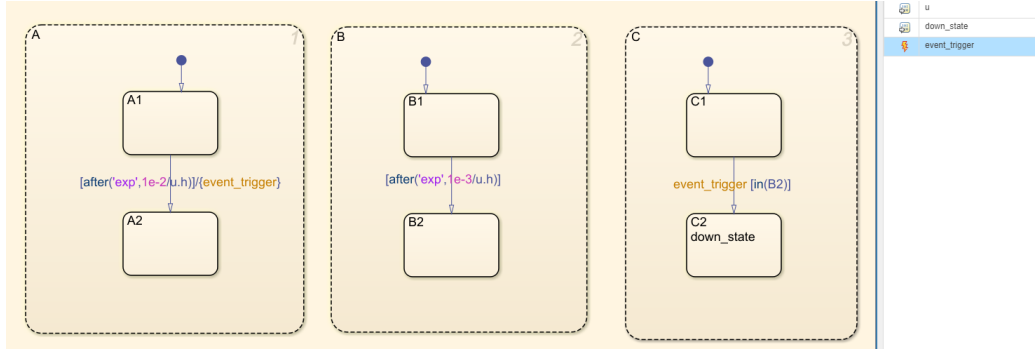 A
1
A1
[after('exp',1e-2/u.h)]/{event_trigger}
A2
B
2
B1
[after('exp',1e-3/u.h)]
B2
C
3
C1
event_trigger [in(B2)]
C2
down_state
u
down_state
event_trigger